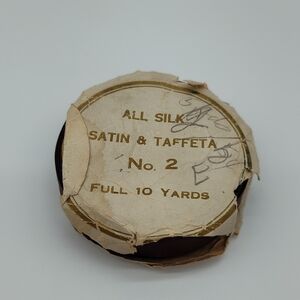 ALL SILK
SATIN & TAFFETA
No. 2
FULL 10 YARDS